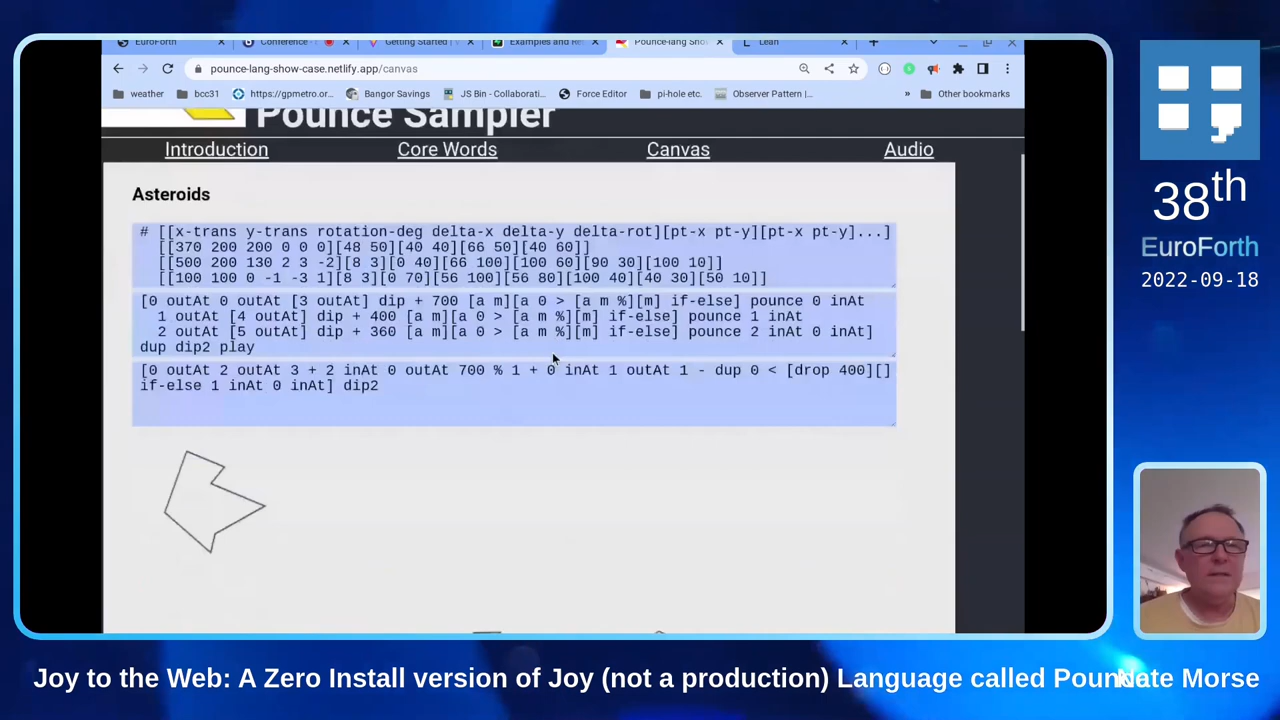 EuroForth
Conference -
Getting Started | V
Examples and Re
Pounce-lang Show
Lean
pounce-lang-show-case.netlify.app/canvas
weather
bcc31
https://gpmetro.or...
Bangor Savings
JS Bin - Collaborati...
Force Editor
pi-hole etc.
Observer Pattern |...
»
Other bookmarks
Pounce Sampler
Introduction
Core Words
Canvas
Audio
Asteroids
# [[x-trans y-trans rotation-deg delta-x delta-y delta-rot][pt-x pt-y][pt-x pt-y]...]
[[370 200 200 0 0 0][48 50][40 40][66 50][40 60]]
[[500 200 130 2 3 -2][8 3][0 40][66 100][100 60][90 30][100 10]]
[[100 100 0 -1 -3 1][8 3][0 70][56 100][56 80][100 40][40 30][50 10]]
[0 outAt 0 outAt [3 outAt] dip + 700 [a m][a 0 > [a m %][m] if-else] pounce 0 inAt
1 outAt [4 outAt] dip + 400 [a m][a 0 > [a m %][m] if-else] pounce 1 inAt
2 outAt [5 outAt] dip + 360 [a m][a 0 > [a m %][m] if-else] pounce 2 inAt 0 inAt]
dup dip2 play
[0 outAt 2 outAt 3 + 2 inAt 0 outAt 700 % 1 + 0 inAt 1 outAt 1 - dup 0 < [drop 400][]
if-else 1 inAt 0 inAt] dip2
38th
EuroForth
2022-09-18
Joy to the Web: A Zero Install version of Joy (not a production) Language called Poun
Nate Morse